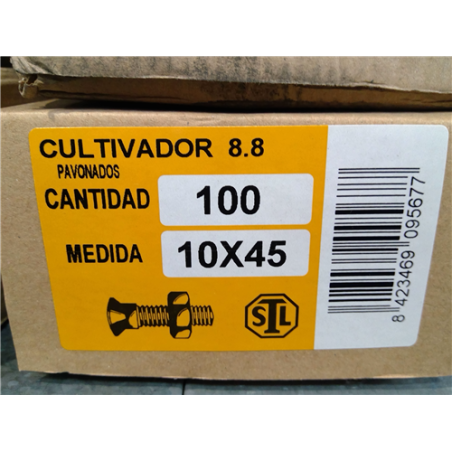 CULTIVADOR 8.8
PAVONADOS
CANTIDAD 100
MEDIDA 10X45
STL
8 423469 095677